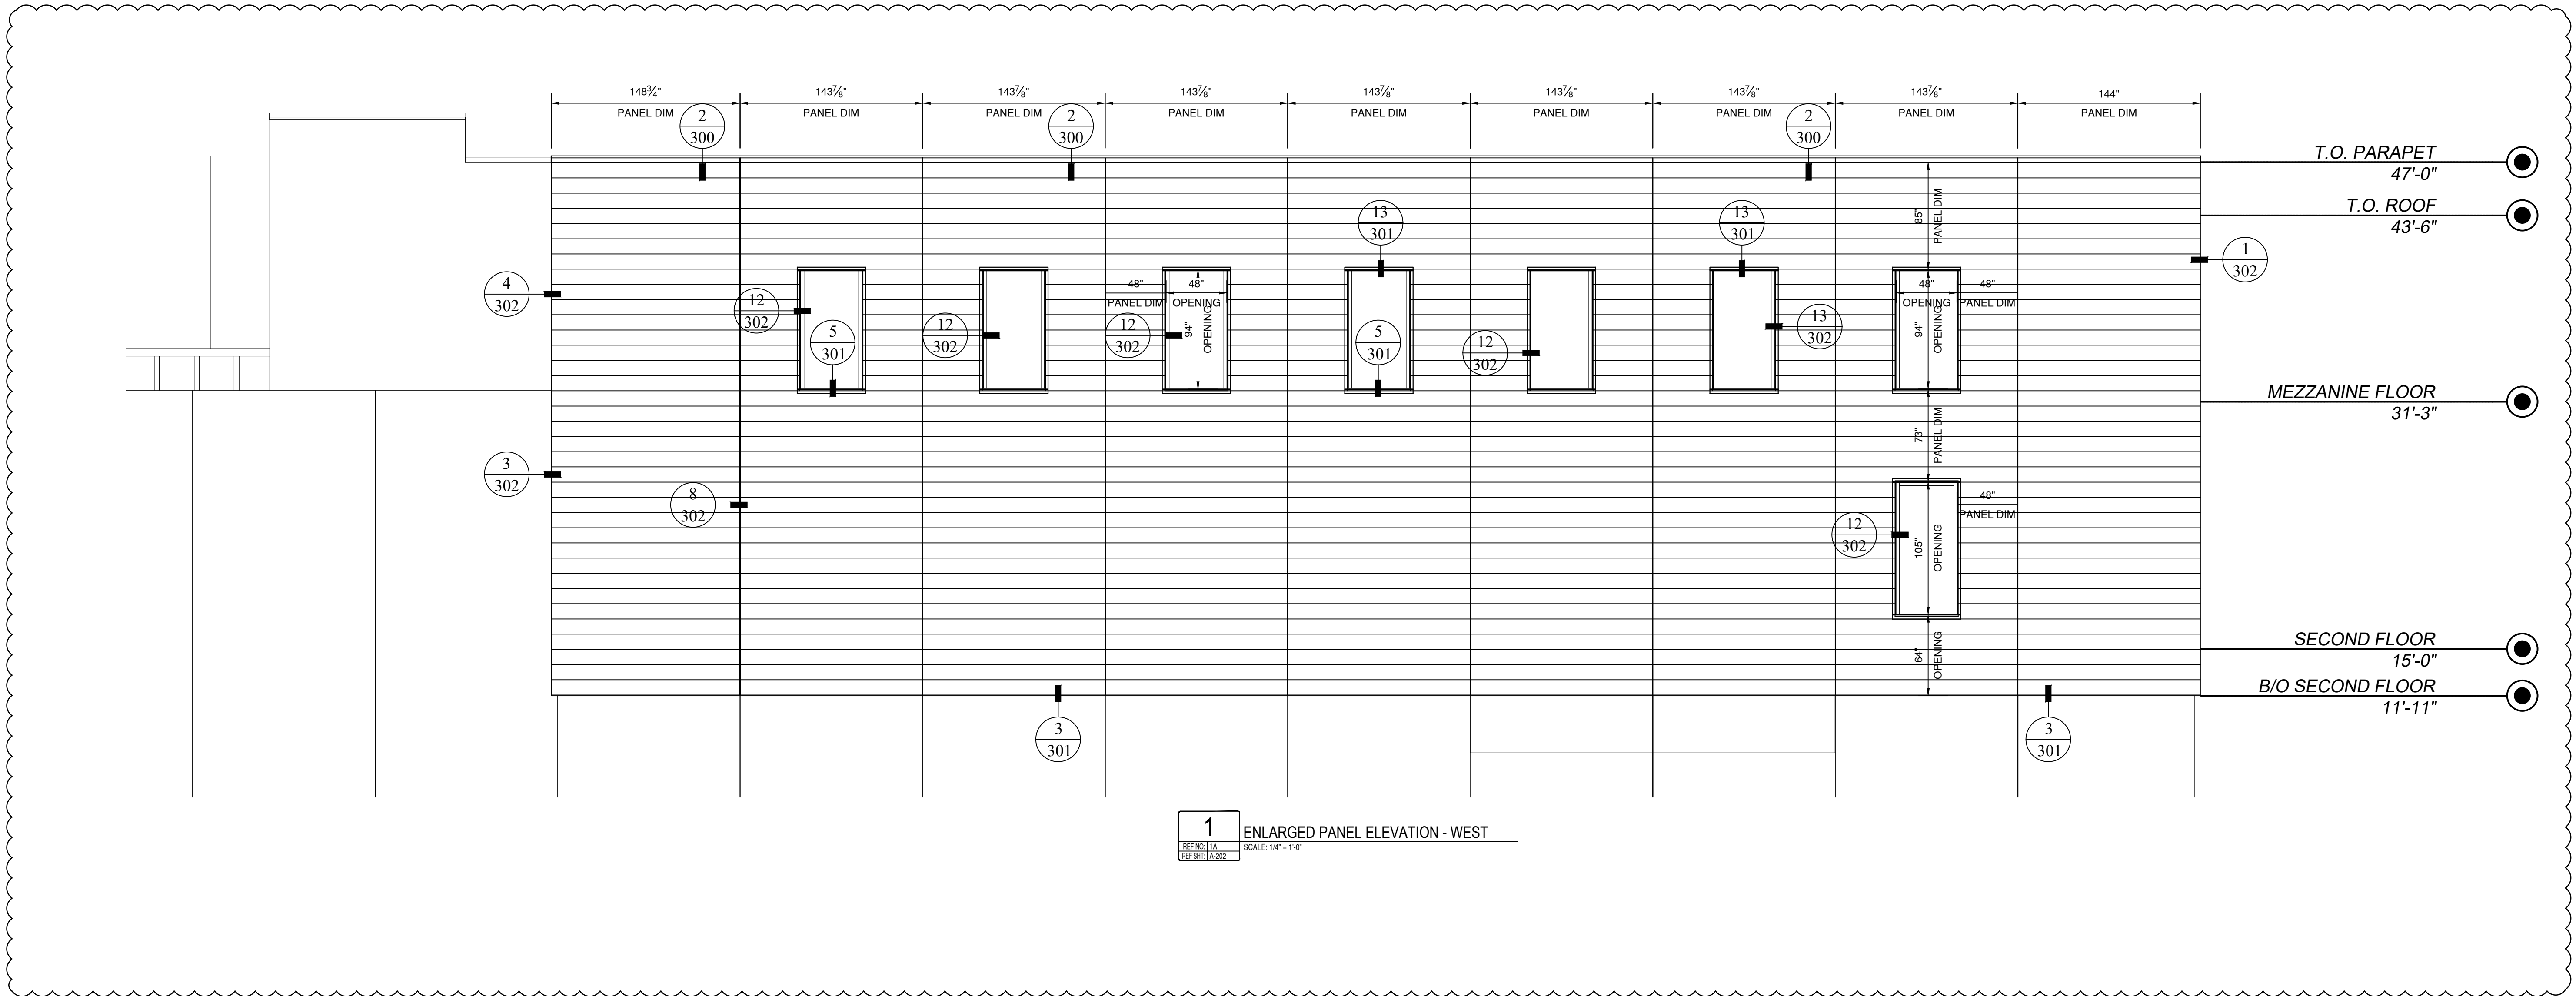 148¾" 143⅞" 143⅞" 143⅞" 143⅞" 143⅞" 143⅞" 143⅞" 144"
PANEL DIM PANEL DIM PANEL DIM PANEL DIM PANEL DIM PANEL DIM PANEL DIM PANEL DIM PANEL DIM
2 2 2
300 300 300
T.O. PARAPET
47'-0"
85"
PANEL DIM
T.O. ROOF
43'-6"
13 13
301 301
1
302
4
302
48" 48" 48" 48"
PANEL DIM OPENING OPENING PANEL DIM
12
302
12
302
12
302
94"
OPENING
94"
OPENING
5
301
5
301
12
302
13
302
MEZZANINE FLOOR
31'-3"
73"
PANEL DIM
3
302
8
302
48"
PANEL DIM
12
302
105"
OPENING
SECOND FLOOR
15'-0"
64"
OPENING
B/O SECOND FLOOR
11'-11"
3
301
3
301
1
ENLARGED PANEL ELEVATION - WEST
REF NO: 1A
SCALE: 1/4" = 1'-0"
REF SHT: A-202